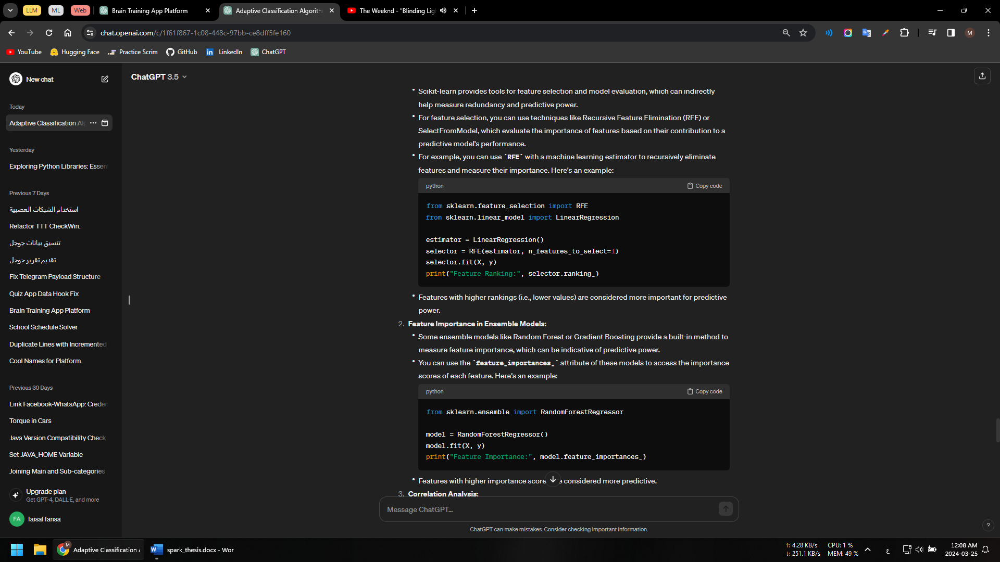 LLM
ML
Web
Brain Training App Platform
Adaptive Classification Algorith
The Weeknd - "Blinding Lig
chat.openai.com/c/1f61f867-1c08-448c-97bb-ce8dff5fe160
M
YouTube
Hugging Face
Practice Scrim
GitHub
LinkedIn
ChatGPT
New chat
Today
Adaptive Classification Al
Yesterday
Exploring Python Libraries: Essen
Previous 7 Days
استخدام الشبكات العصبية
Refactor TTT CheckWin.
تنسيق بيانات جوجل
تقديم تقرير جوجل
Fix Telegram Payload Structure
Quiz App Data Hook Fix
Brain Training App Platform
School Schedule Solver
Duplicate Lines with Incremented
Cool Names for Platform.
Previous 30 Days
Link Facebook-WhatsApp: Creden
Torque in Cars
Java Version Compatibility Check
Set JAVA_HOME Variable
Joining Main and Sub-categories
Upgrade plan
Get GPT-4, DALL·E, and more
FA
faisal fansa
ChatGPT 3.5
• Scikit-learn provides tools for feature selection and model evaluation, which can indirectly
help measure redundancy and predictive power.
• For feature selection, you can use techniques like Recursive Feature Elimination (RFE) or
SelectFromModel, which evaluate the importance of features based on their contribution to a
predictive model's performance.
• For example, you can use `RFE` with a machine learning estimator to recursively eliminate
features and measure their importance. Here's an example:
python
Copy code
from sklearn.feature_selection import RFE
from sklearn.linear_model import LinearRegression
estimator = LinearRegression()
selector = RFE(estimator, n_features_to_select=1)
selector.fit(X, y)
print("Feature Ranking:", selector.ranking_)
• Features with higher rankings (i.e., lower values) are considered more important for predictive
power.
2. Feature Importance in Ensemble Models:
• Some ensemble models like Random Forest or Gradient Boosting provide a built-in method to
measure feature importance, which can be indicative of predictive power.
• You can use the `feature_importances_` attribute of these models to access the importance
scores of each feature. Here's an example:
python
Copy code
from sklearn.ensemble import RandomForestRegressor
model = RandomForestRegressor()
model.fit(X, y)
print("Feature Importance:", model.feature_importances_)
• Features with higher importance score e considered more predictive.
3. Correlation Analysis:
Message ChatGPT…
ChatGPT can make mistakes. Consider checking important information.
?
M
Adaptive Classification A
spark_thesis.docx - Wor
↑: 4.28 KB/s
↓: 251.1 KB/s
CPU: 1 %
MEM: 49 %
ع
12:08 AM
2024-03-25